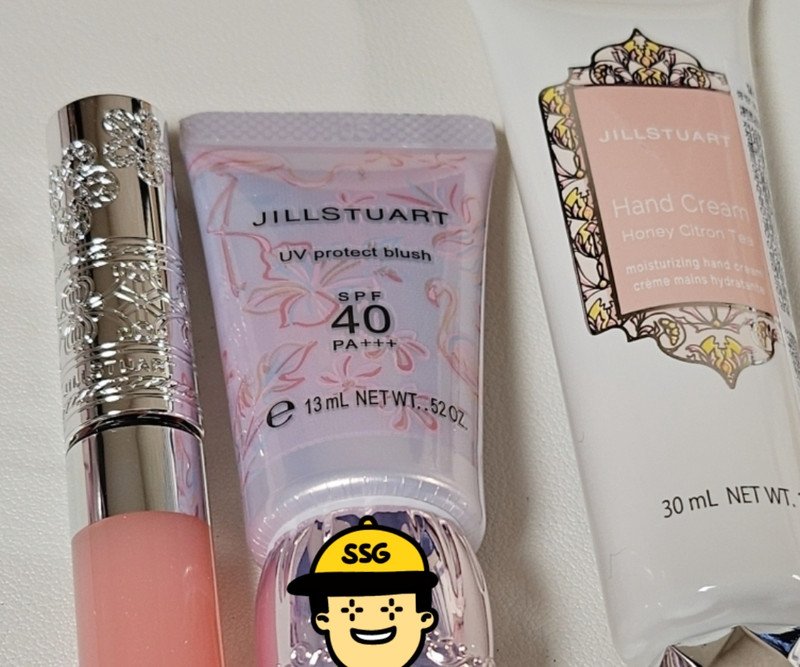 JILLSTUART
JILLSTUART
UV protect blush
SPF
40
PA+++
e 13 mL NET WT. .52 OZ.
JILLSTUART
Hand Cream
Honey Citron Tea
moisturizing hand cream
crème mains hydratante
30 mL NET WT.
SSG